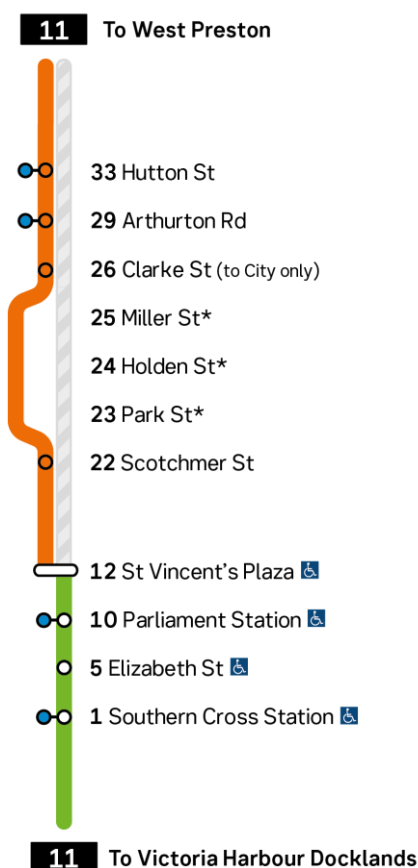 11 To West Preston
33 Hutton St
29 Arthurton Rd
26 Clarke St (to City only)
25 Miller St*
24 Holden St*
23 Park St*
22 Scotchmer St
12 St Vincent's Plaza
10 Parliament Station
5 Elizabeth St
1 Southern Cross Station
11 To Victoria Harbour Docklands